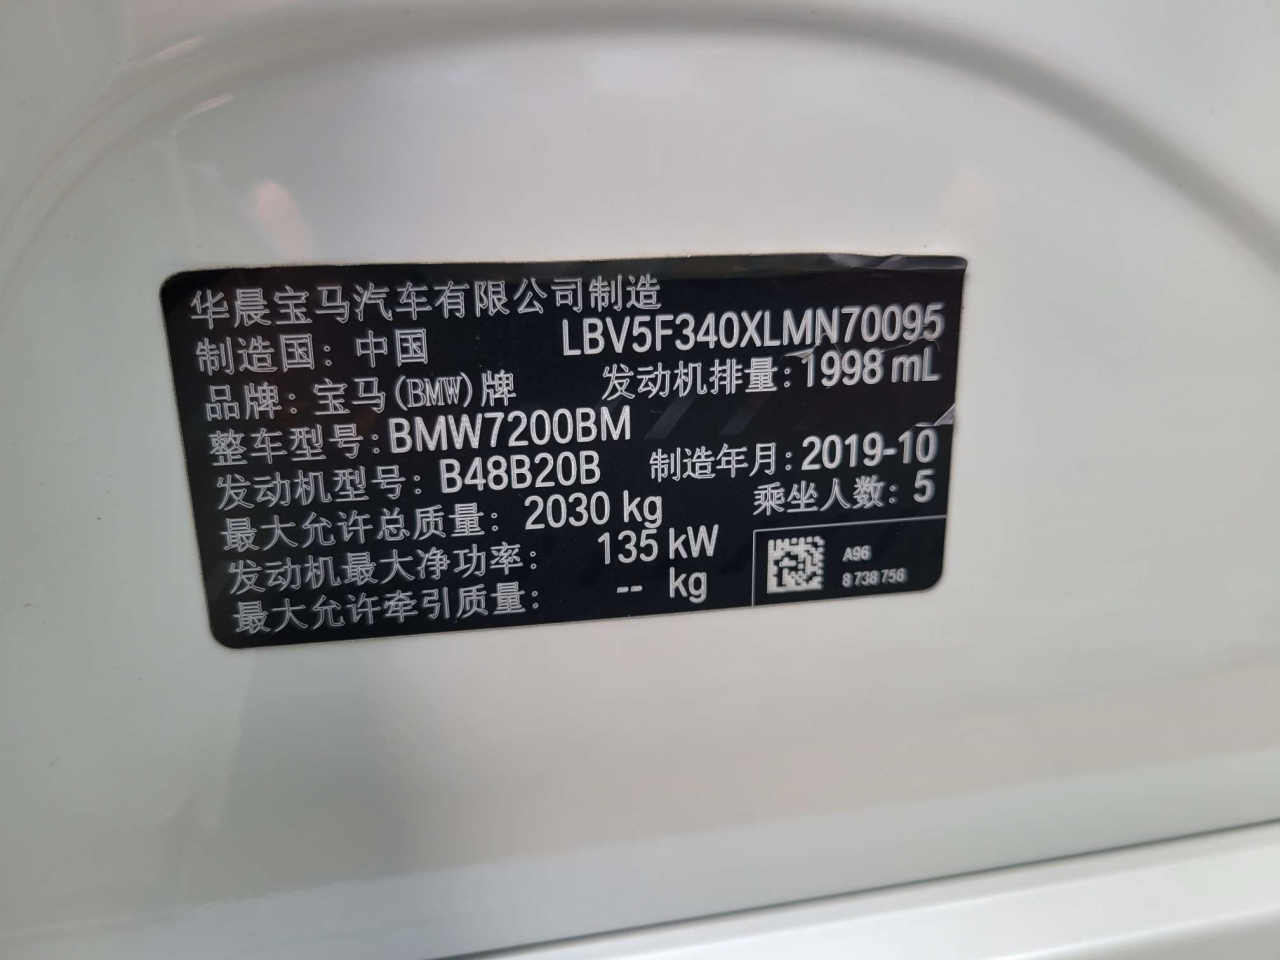 华晨宝马汽车有限公司制造
制造国：中国 LBV5F340XLMN70095
品牌：宝马(BMW)牌 发动机排量：1998 mL
整车型号：BMW7200BM
发动机型号：B48B20B 制造年月：2019-10
最大允许总质量：2030 kg 乘坐人数：5
发动机最大净功率：135 kW
最大允许牵引质量：-- kg
A96
8 738 756